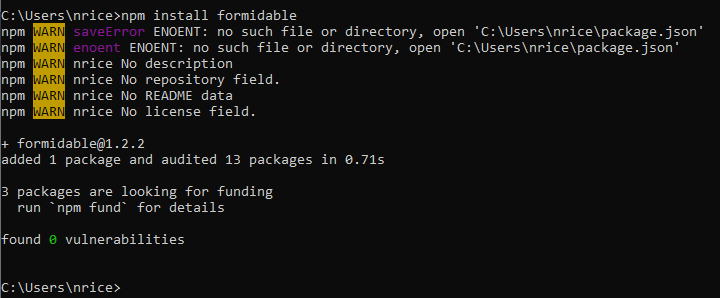 C:\Users\nrice>npm install formidable
npm WARN saveError ENOENT: no such file or directory, open 'C:\Users\nrice\package.json'
npm WARN enoent ENOENT: no such file or directory, open 'C:\Users\nrice\package.json'
npm WARN nrice No description
npm WARN nrice No repository field.
npm WARN nrice No README data
npm WARN nrice No license field.

+ formidable@1.2.2
added 1 package and audited 13 packages in 0.71s

3 packages are looking for funding
  run `npm fund` for details

found 0 vulnerabilities

C:\Users\nrice>